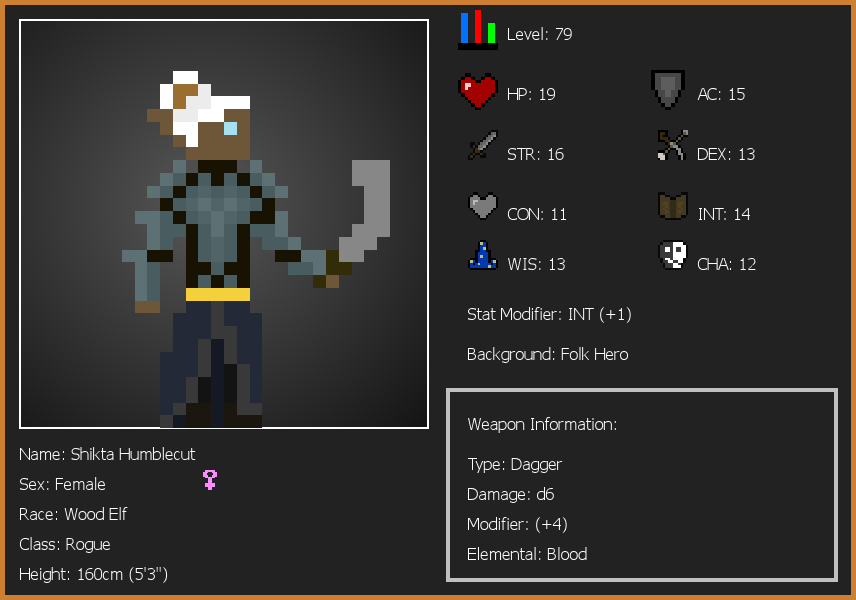 Level: 79
HP: 19
AC: 15
STR: 16
DEX: 13
CON: 11
INT: 14
WIS: 13
CHA: 12
Stat Modifier: INT (+1)
Background: Folk Hero
Weapon Information:
Type: Dagger
Damage: d6
Modifier: (+4)
Elemental: Blood
Name: Shikta Humblecut
Sex: Female
Race: Wood Elf
Class: Rogue
Height: 160cm (5'3")